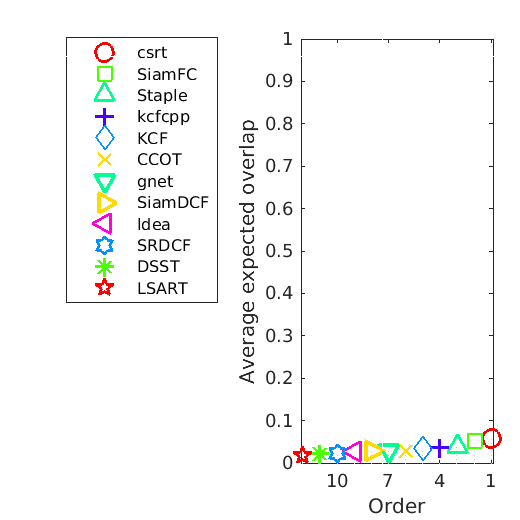 csrt
SiamFC
Staple
kcfcpp
KCF
CCOT
gnet
SiamDCF
Idea
SRDCF
DSST
LSART
Average expected overlap
1
0.9
0.8
0.7
0.6
0.5
0.4
0.3
0.2
0.1
0
10 7 4 1
Order